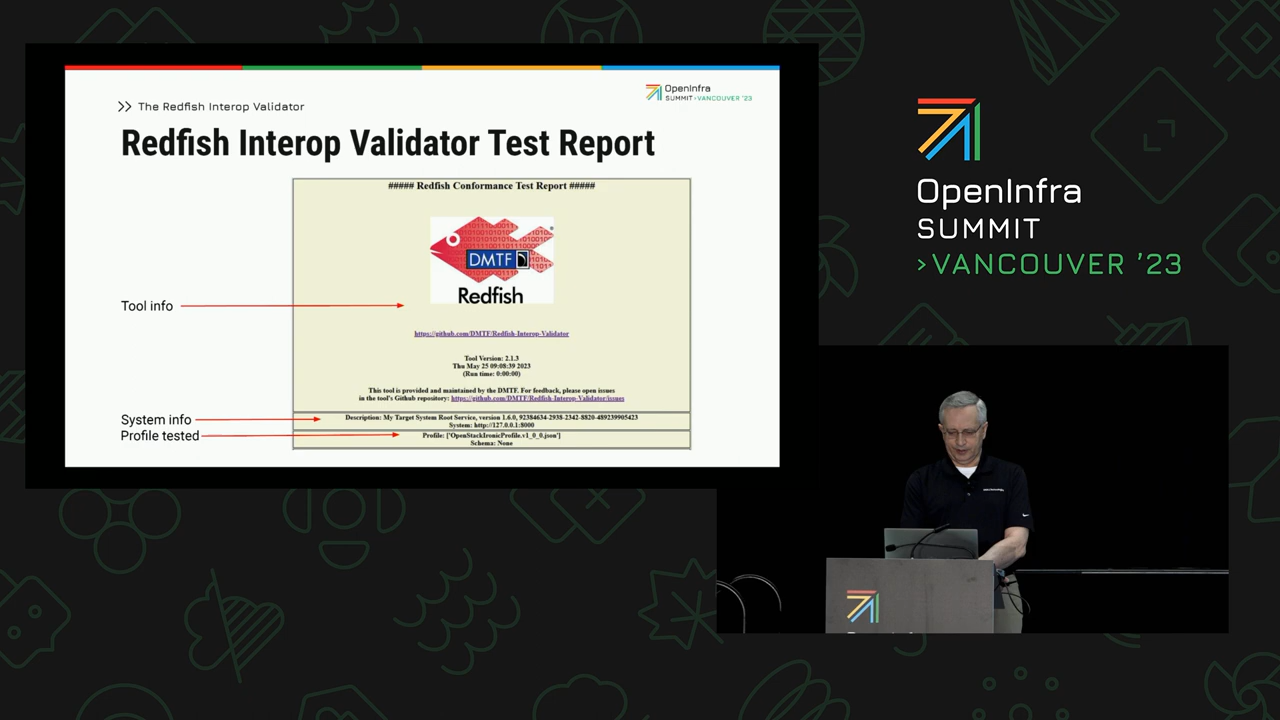 >> The Redfish Interop Validator
OpenInfra
SUMMIT >VANCOUVER '23
Redfish Interop Validator Test Report
##### Redfish Conformance Test Report #####
DMTF
Redfish
Tool info
https://github.com/DMTF/Redfish-Interop-Validator
Tool Version: 2.1.3
Thu May 25 09:08:39 2023
(Run time: 0:00:00)
This tool is provided and maintained by the DMTF. For feedback, please open issues
in the tool's Github repository: https://github.com/DMTF/Redfish-Interop-Validator/issues
System info
Description: My Target System Root Service, version 1.6.0, 92384634-2938-2342-8820-489239905423
System: http://127.0.0.1:8000
Profile tested
Profile: ['OpenStackIronicProfile.v1_0_0.json']
Schema: None
OpenInfra
SUMMIT
>VANCOUVER '23